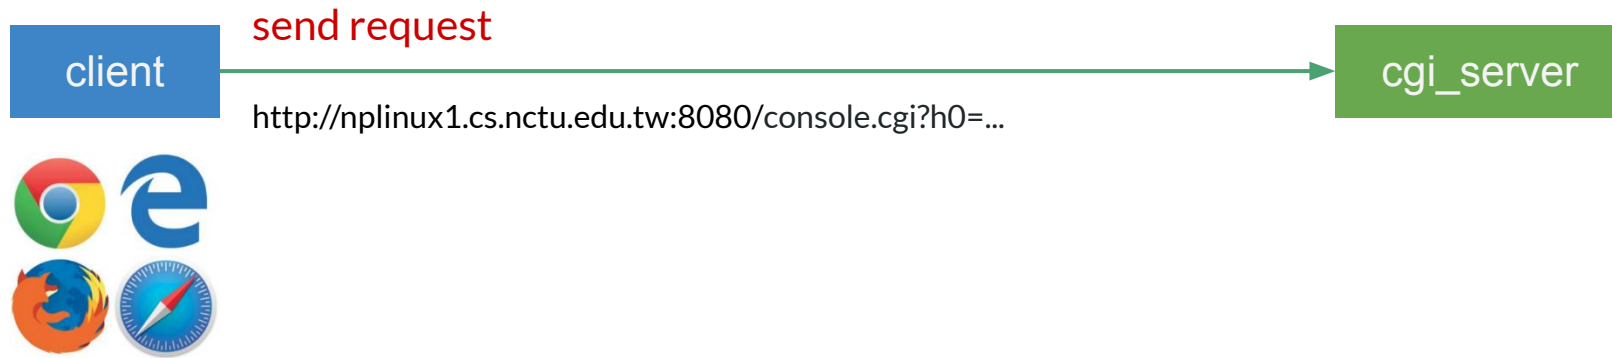 send request
client
cgi_server
http://nplinux1.cs.nctu.edu.tw:8080/console.cgi?h0=...